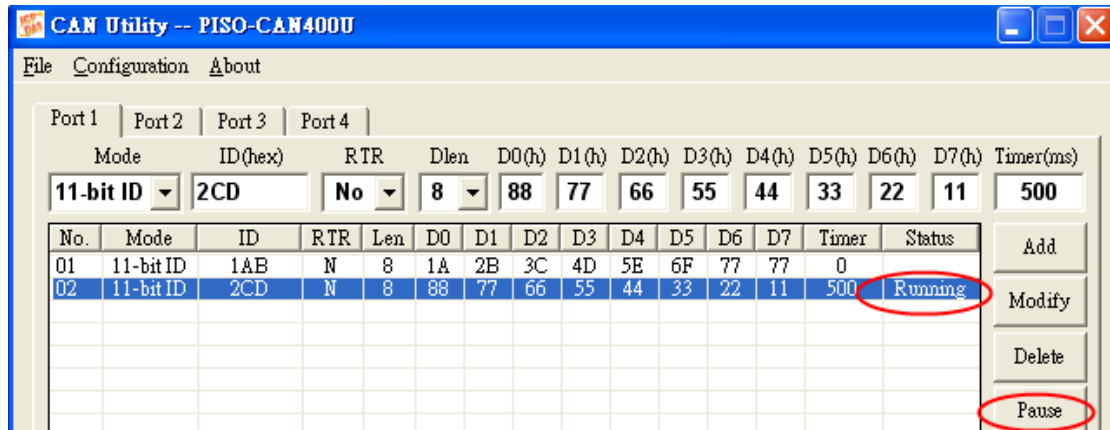 CAN Utility -- PISO-CAN400U
File Configuration About
Port 1 Port 2 Port 3 Port 4
Mode ID(hex) RTR Dlen D0(h) D1(h) D2(h) D3(h) D4(h) D5(h) D6(h) D7(h) Timer(ms)
11-bit ID 2CD No 8 88 77 66 55 44 33 22 11 500
No. Mode ID RTR Len D0 D1 D2 D3 D4 D5 D6 D7 Timer Status
Add
01 11-bit ID 1AB N 8 1A 2B 3C 4D 5E 6F 77 77 0
02 11-bit ID 2CD N 8 88 77 66 55 44 33 22 11 500 Running
Modify
Delete
Pause